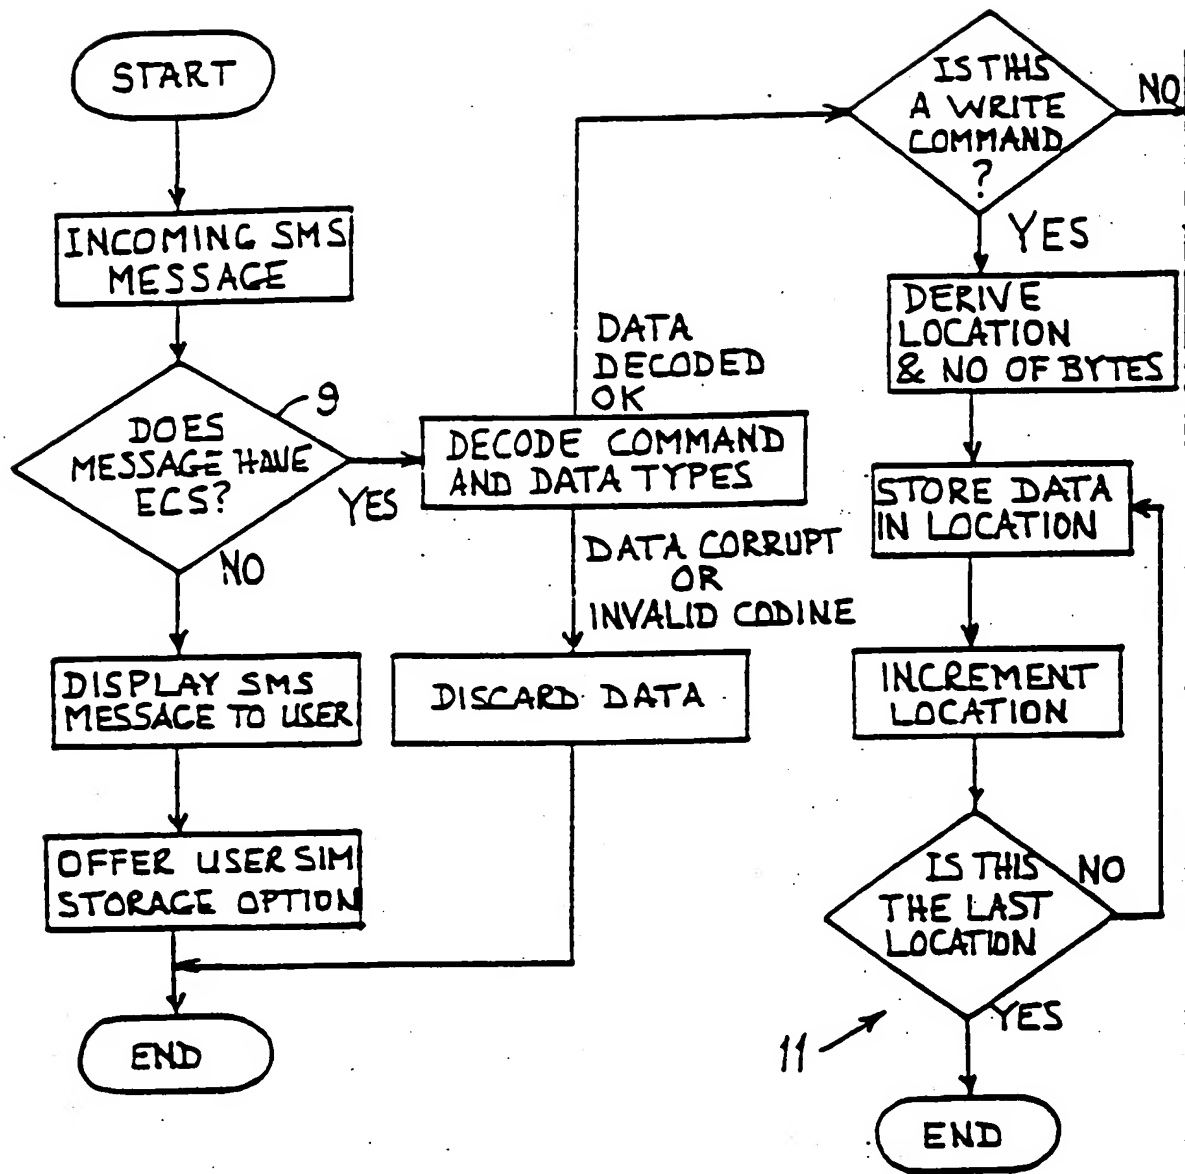 START
INCOMING SMS
MESSAGE
9
DOES
MESSAGE HAVE
ECS?
YES
NO
DISPLAY SMS
MESSAGE TO USER
OFFER USER SIM
STORAGE OPTION
END
DATA
DECODED
OK
DECODE COMMAND
AND DATA TYPES
DATA CORRUPT
OR
INVALID CODINE
DISCARD DATA
IS THIS
A WRITE
COMMAND
?
NO
YES
DERIVE
LOCATION
& NO OF BYTES
STORE DATA
IN LOCATION
INCREMENT
LOCATION
IS THIS
THE LAST
LOCATION
NO
YES
11
END